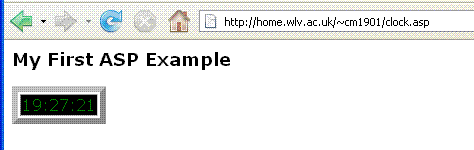 http://home.wlv.ac.uk/~cm1901/clock.asp
My First ASP Example
19:27:21